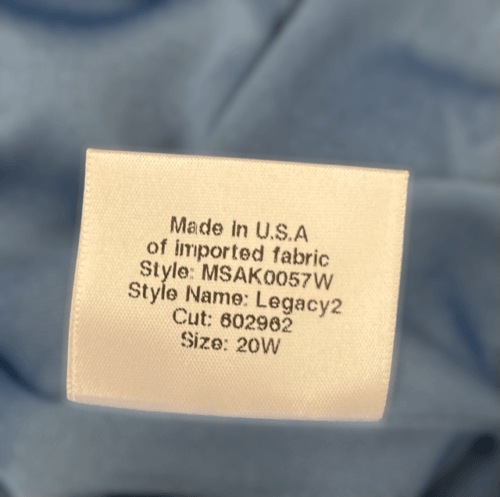 Made in U.S.A
of imported fabric
Style: MSAK0057W
Style Name: Legacy2
Cut: 602962
Size: 20W